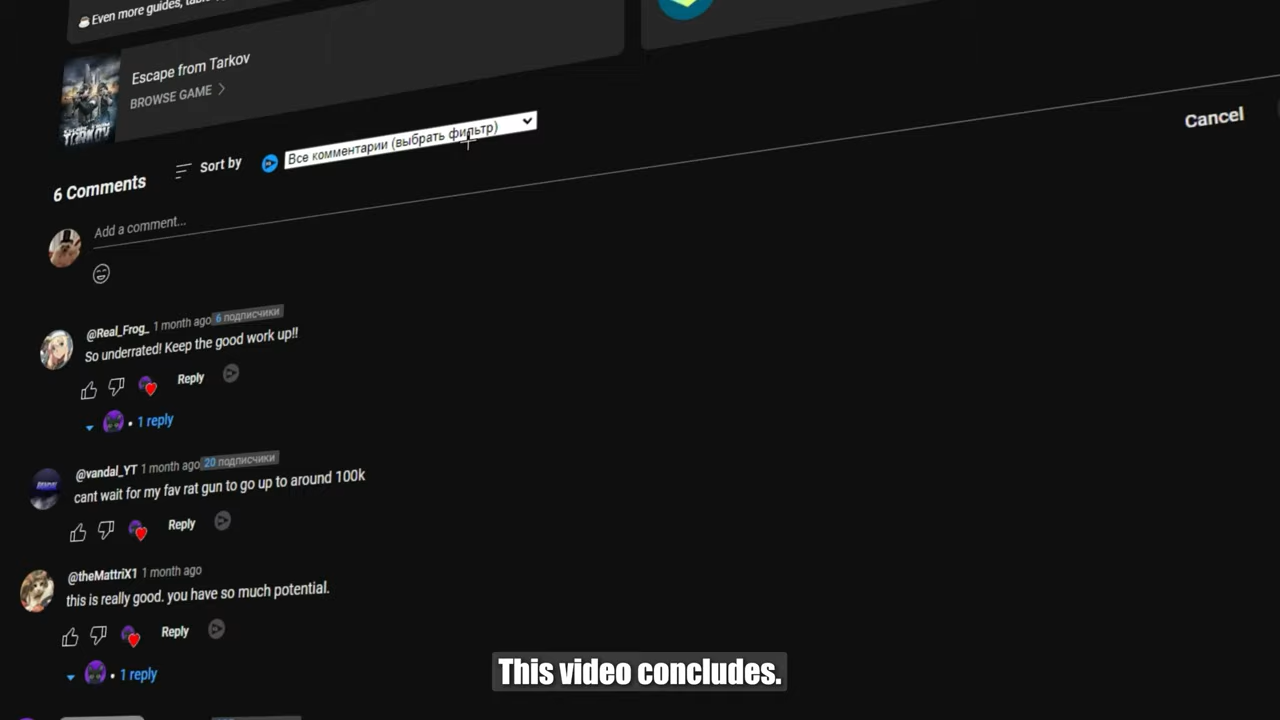 Even more guides,
Escape from Tarkov
BROWSE GAME >
6 Comments
Sort by
Все комментарии (выбрать фильтр)
Add a comment...
Cancel
@Real_Frog_ 1 month ago 6 подписчики
So underrated! Keep the good work up!!
Reply
1 reply
@vandal_YT 1 month ago 20 подписчики
cant wait for my fav rat gun to go up to around 100k
Reply
@theMattriX1 1 month ago
this is really good. you have so much potential.
Reply
1 reply
This video concludes.